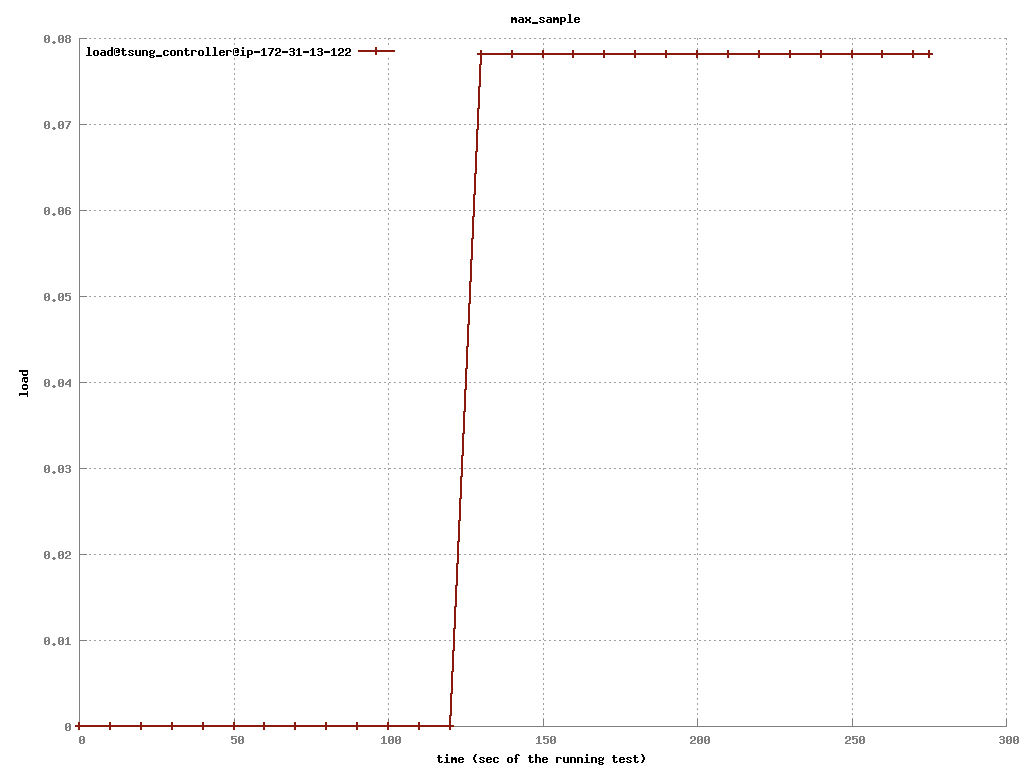 max_sample
load@tsung_controller@ip-172-31-13-122
0.08
0.07
0.06
0.05
0.04
0.03
0.02
0.01
0
load
0 50 100 150 200 250 300
time (sec of the running test)